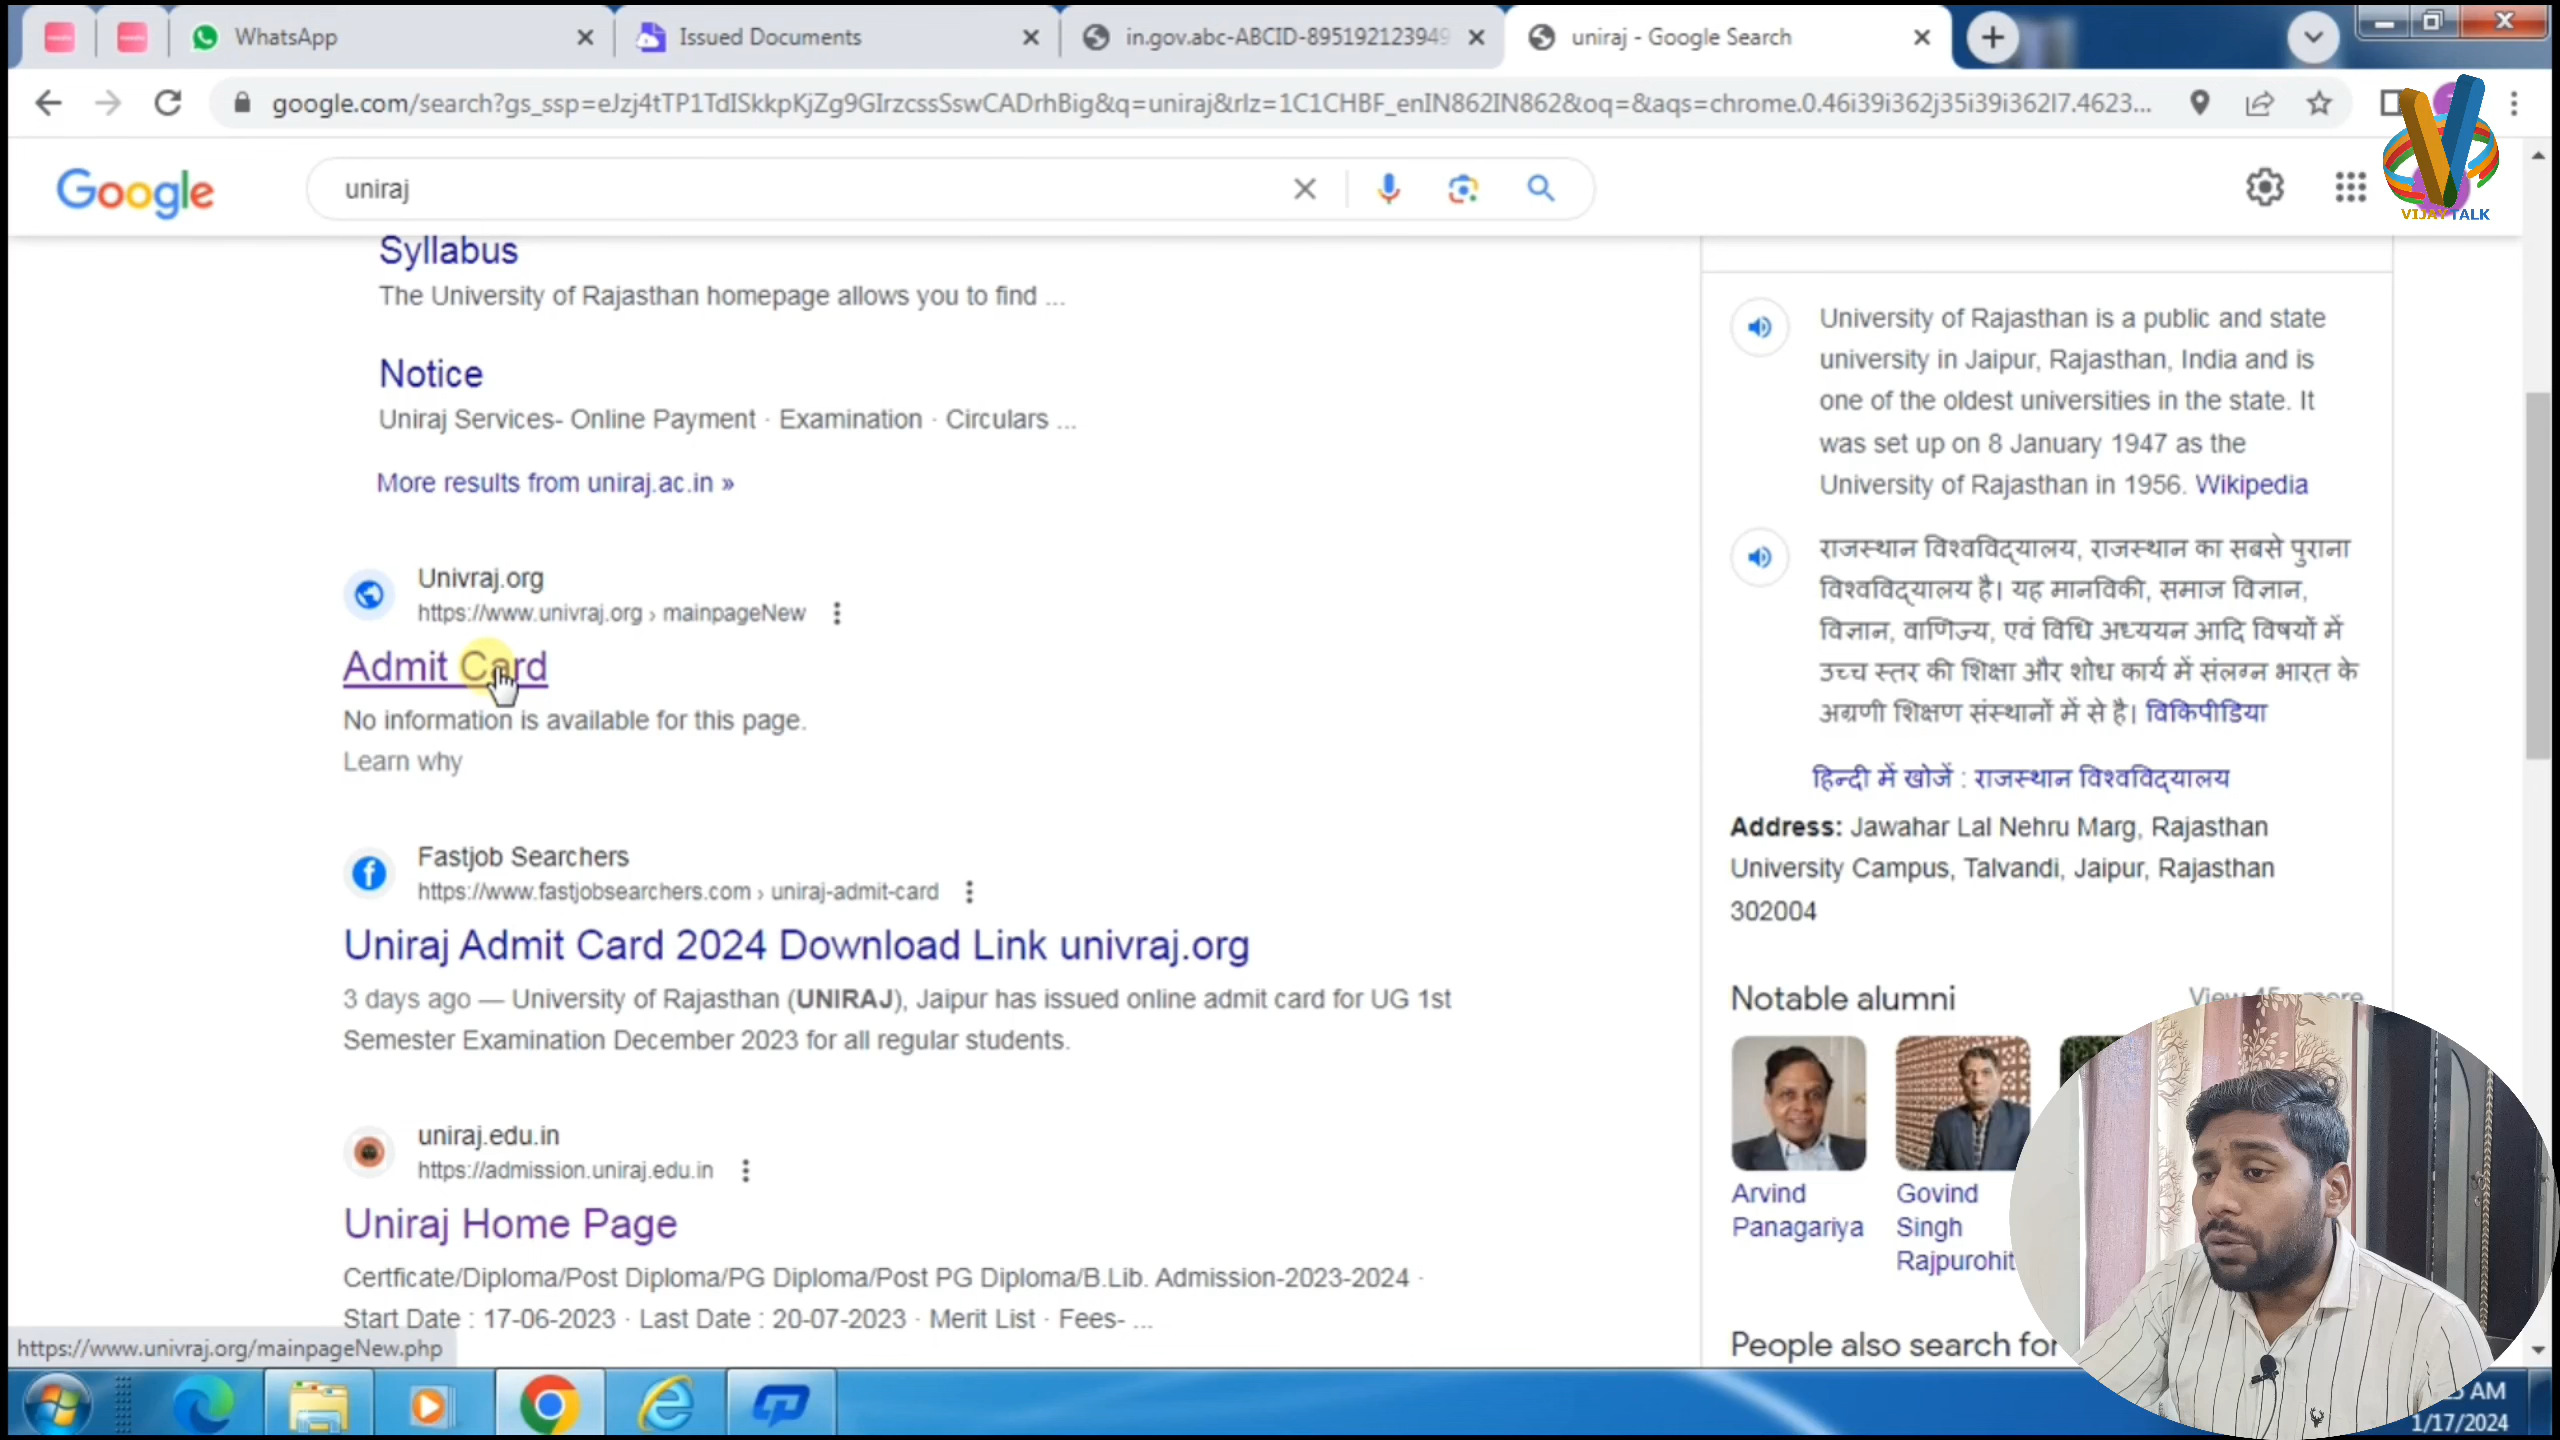 WhatsApp
Issued Documents
in.gov.abc-ABCID-895192123949
uniraj - Google Search
google.com/search?gs_ssp=eJzj4tTP1TdISkkpKjZg9GIrzcssSswCADrhBig&q=uniraj&rlz=1C1CHBF_enIN862IN862&oq=&aqs=chrome.0.46i39i362j35i39i362l7.4623...
Google
uniraj
VIJAYTALK
Syllabus
The University of Rajasthan homepage allows you to find ...
Notice
Uniraj Services- Online Payment · Examination · Circulars ...
More results from uniraj.ac.in »
Univraj.org
https://www.univraj.org › mainpageNew
Admit Card
No information is available for this page.
Learn why
Fastjob Searchers
https://www.fastjobsearchers.com › uniraj-admit-card
Uniraj Admit Card 2024 Download Link univraj.org
3 days ago — University of Rajasthan (UNIRAJ), Jaipur has issued online admit card for UG 1st
Semester Examination December 2023 for all regular students.
uniraj.edu.in
https://admission.uniraj.edu.in
Uniraj Home Page
Certficate/Diploma/Post Diploma/PG Diploma/Post PG Diploma/B.Lib. Admission-2023-2024 ·
Start Date : 17-06-2023 · Last Date : 20-07-2023 · Merit List · Fees- ...
https://www.univraj.org/mainpageNew.php
University of Rajasthan is a public and state
university in Jaipur, Rajasthan, India and is
one of the oldest universities in the state. It
was set up on 8 January 1947 as the
University of Rajasthan in 1956. Wikipedia
राजस्थान विश्वविद्यालय, राजस्थान का सबसे पुराना
विश्वविद्यालय है। यह मानविकी, समाज विज्ञान,
विज्ञान, वाणिज्य, एवं विधि अध्ययन आदि विषयों में
उच्च स्तर की शिक्षा और शोध कार्य में संलग्न भारत के
अग्रणी शिक्षण संस्थानों में से है। विकिपीडिया
हिन्दी में खोजें : राजस्थान विश्वविद्यालय
Address: Jawahar Lal Nehru Marg, Rajasthan
University Campus, Talvandi, Jaipur, Rajasthan
302004
Notable alumni
View more
Arvind
Panagariya
Govind
Singh
Rajpurohit
People also search for
AM
1/17/2024